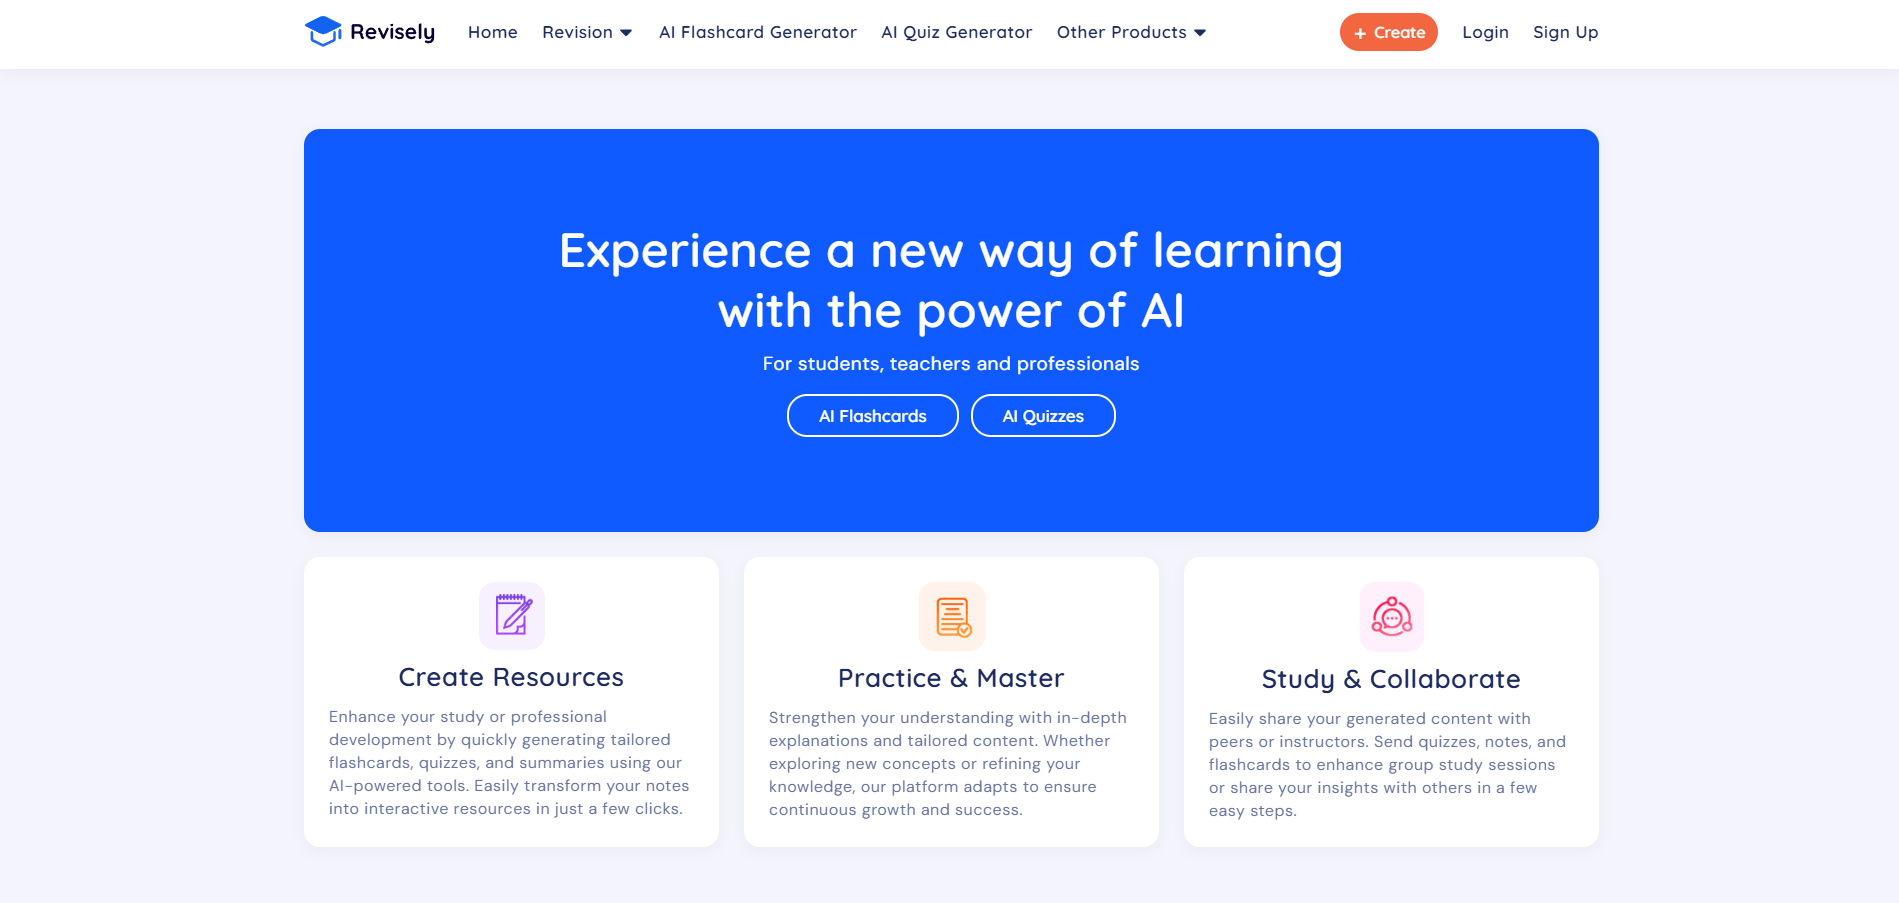 Revisely
Home
Revision
AI Flashcard Generator
AI Quiz Generator
Other Products
+ Create
Login
Sign Up
Experience a new way of learning
with the power of AI
For students, teachers and professionals
AI Flashcards
AI Quizzes
Create Resources
Enhance your study or professional
development by quickly generating tailored
flashcards, quizzes, and summaries using our
AI-powered tools. Easily transform your notes
into interactive resources in just a few clicks.
Practice & Master
Strengthen your understanding with in-depth
explanations and tailored content. Whether
exploring new concepts or refining your
knowledge, our platform adapts to ensure
continuous growth and success.
Study & Collaborate
Easily share your generated content with
peers or instructors. Send quizzes, notes, and
flashcards to enhance group study sessions
or share your insights with others in a few
easy steps.